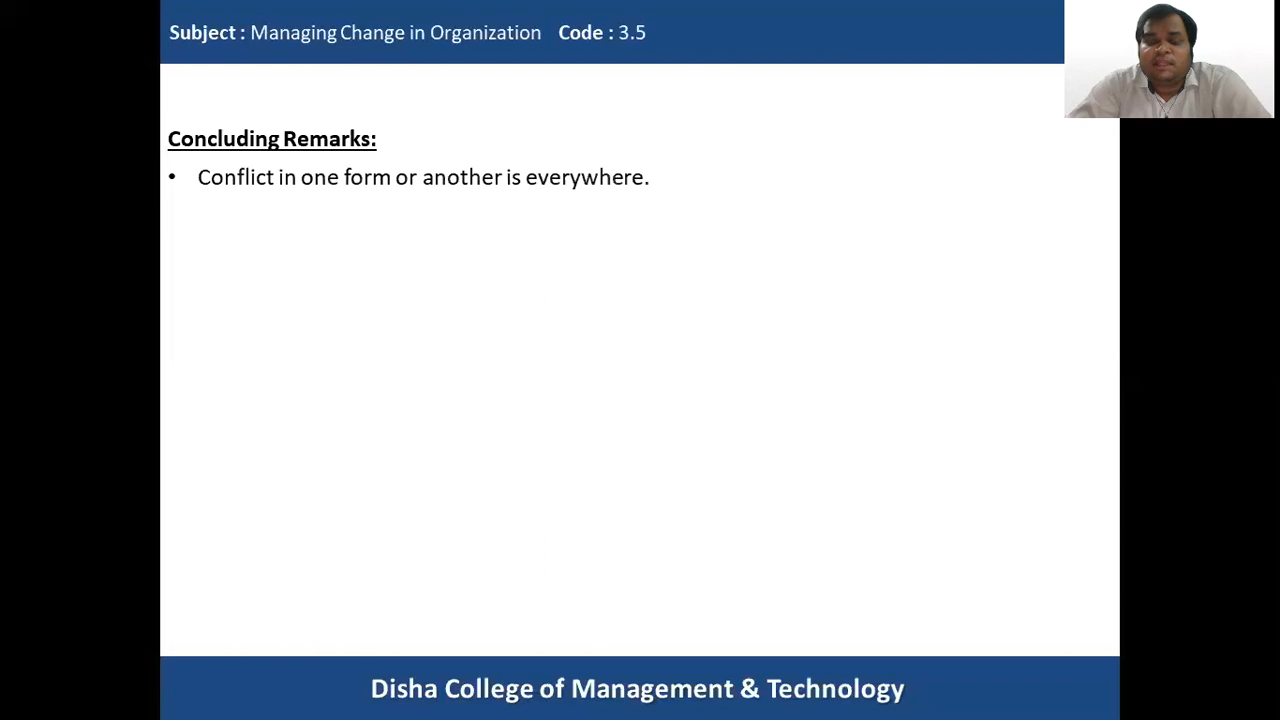 Subject : Managing Change in Organization Code : 3.5
Concluding Remarks:
• Conflict in one form or another is everywhere.
Disha College of Management & Technology